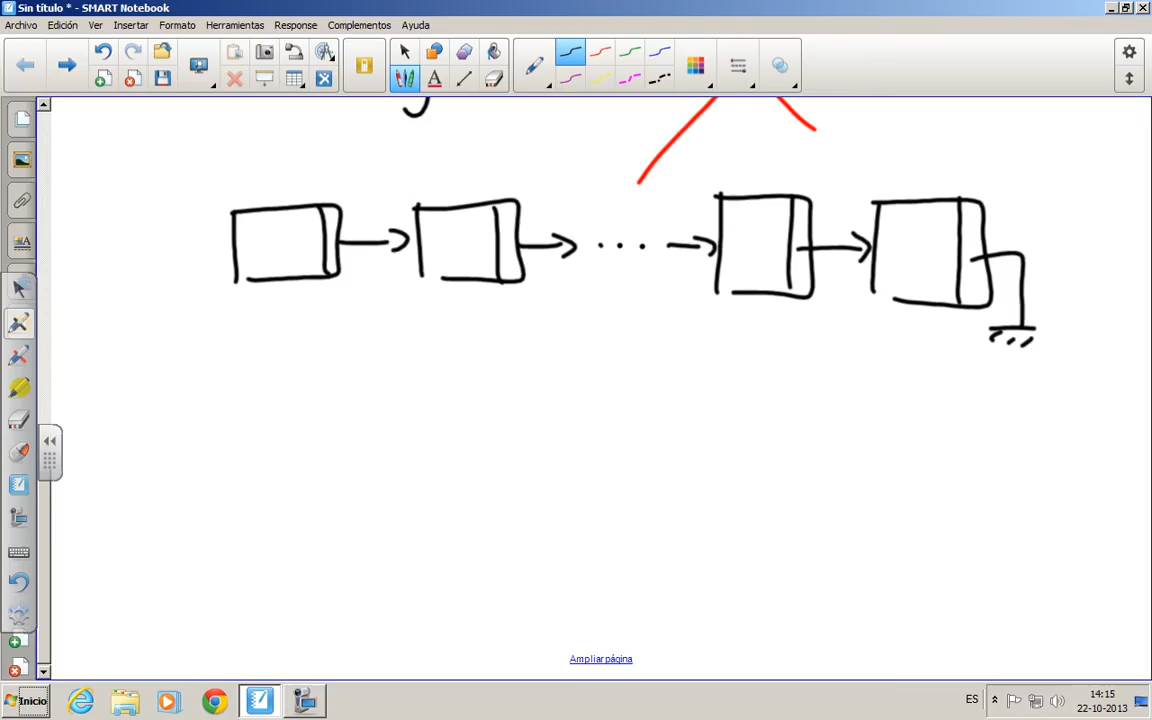 Sin título * - SMART Notebook
Archivo Edición Ver Insertar Formato Herramientas Response Complementos Ayuda
Ampliar página
Inicio
ES
14:15
22-10-2013